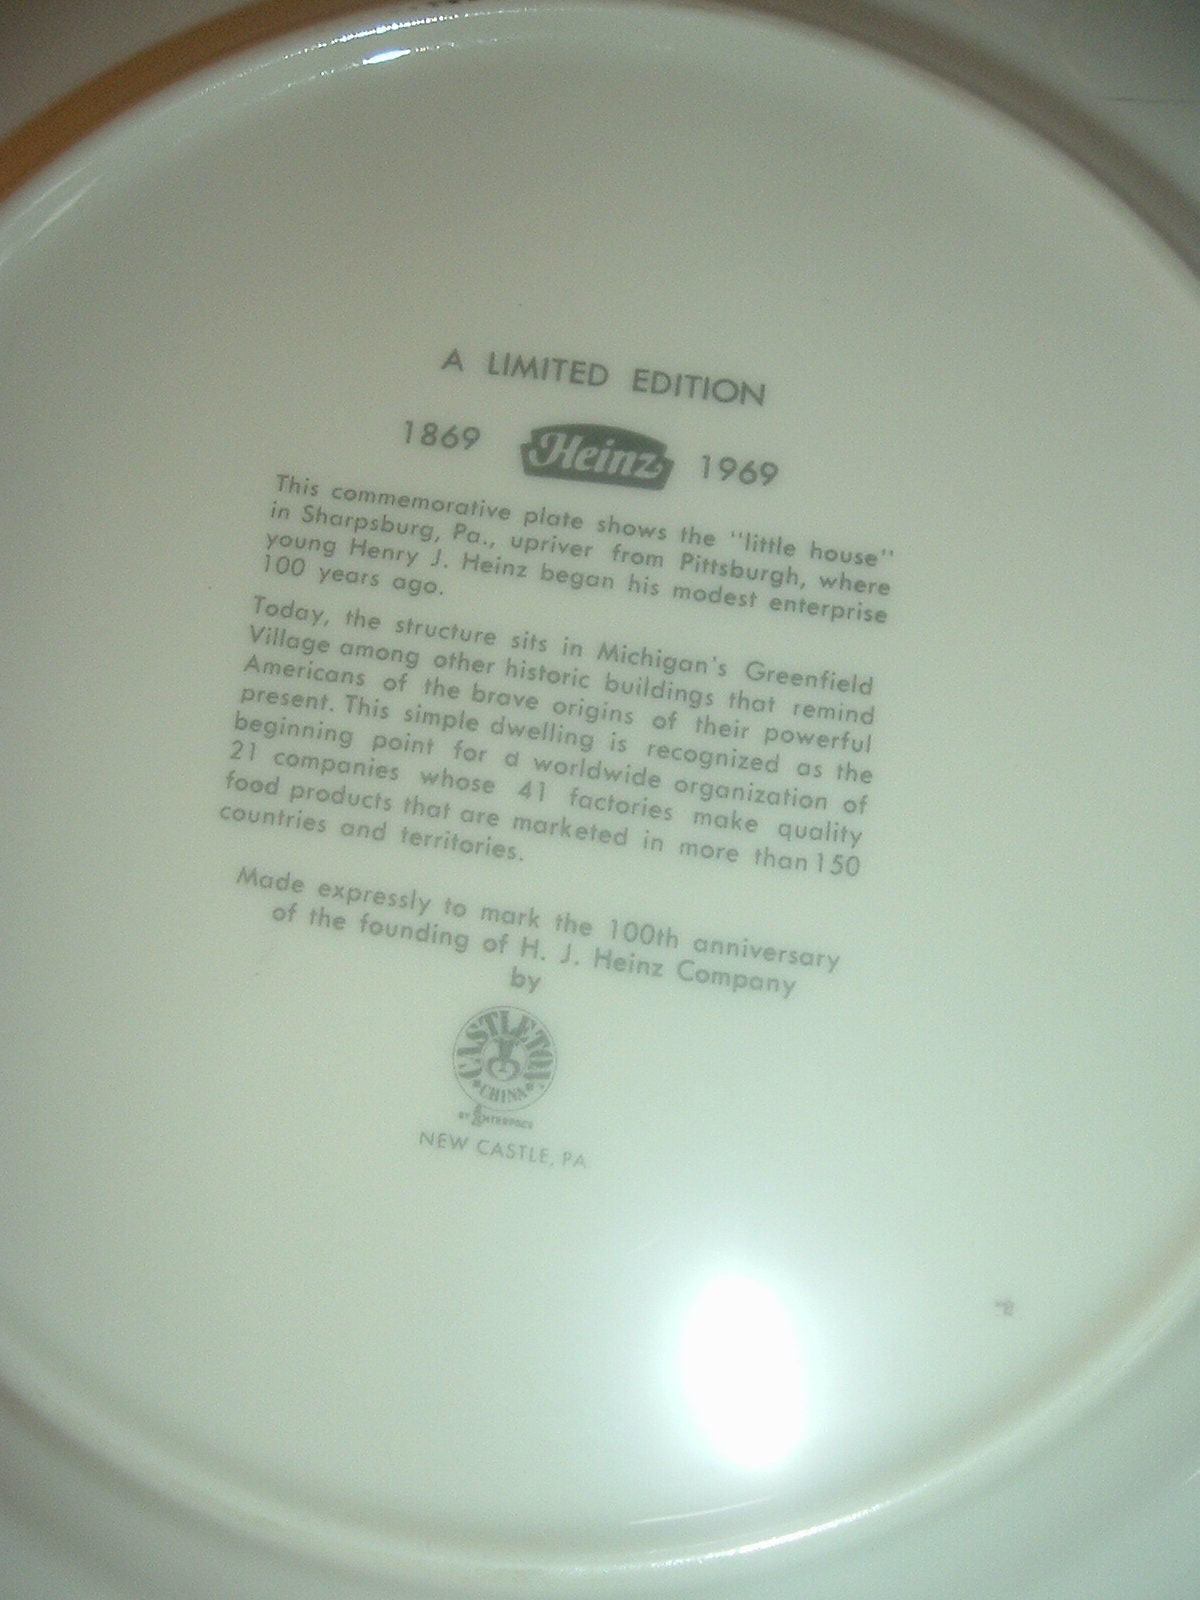 A LIMITED EDITION
1869 Heinz 1969
This commemorative plate shows the "little house"
in Sharpsburg, Pa., upriver from Pittsburgh, where
young Henry J. Heinz began his modest enterprise
100 years ago.
Today, the structure sits in Michigan's Greenfield
Village among other historic buildings that remind
Americans of the brave origins of their powerful
present. This simple dwelling is recognized as the
beginning point for a worldwide organization of
21 companies whose 41 factories make quality
food products that are marketed in more than 150
countries and territories.
Made expressly to mark the 100th anniversary
of the founding of H. J. Heinz Company
by
CASTLETON
CHINA
BY INTERPACE
NEW CASTLE, PA